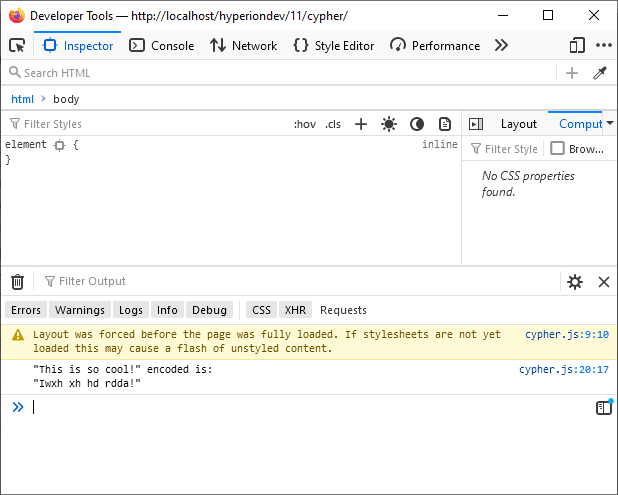 Developer Tools — http://localhost/hyperiondev/11/cypher/
Inspector Console Network {} Style Editor Performance
Search HTML
html > body
Filter Styles :hov .cls Layout Comput
element { inline
}
Filter Style Brow...
No CSS properties
found.
Filter Output
Errors Warnings Logs Info Debug CSS XHR Requests
Layout was forced before the page was fully loaded. If stylesheets are not yet cypher.js:9:10
loaded this may cause a flash of unstyled content.
"This is so cool!" encoded is: cypher.js:20:17
"Iwxh xh hd rdda!"